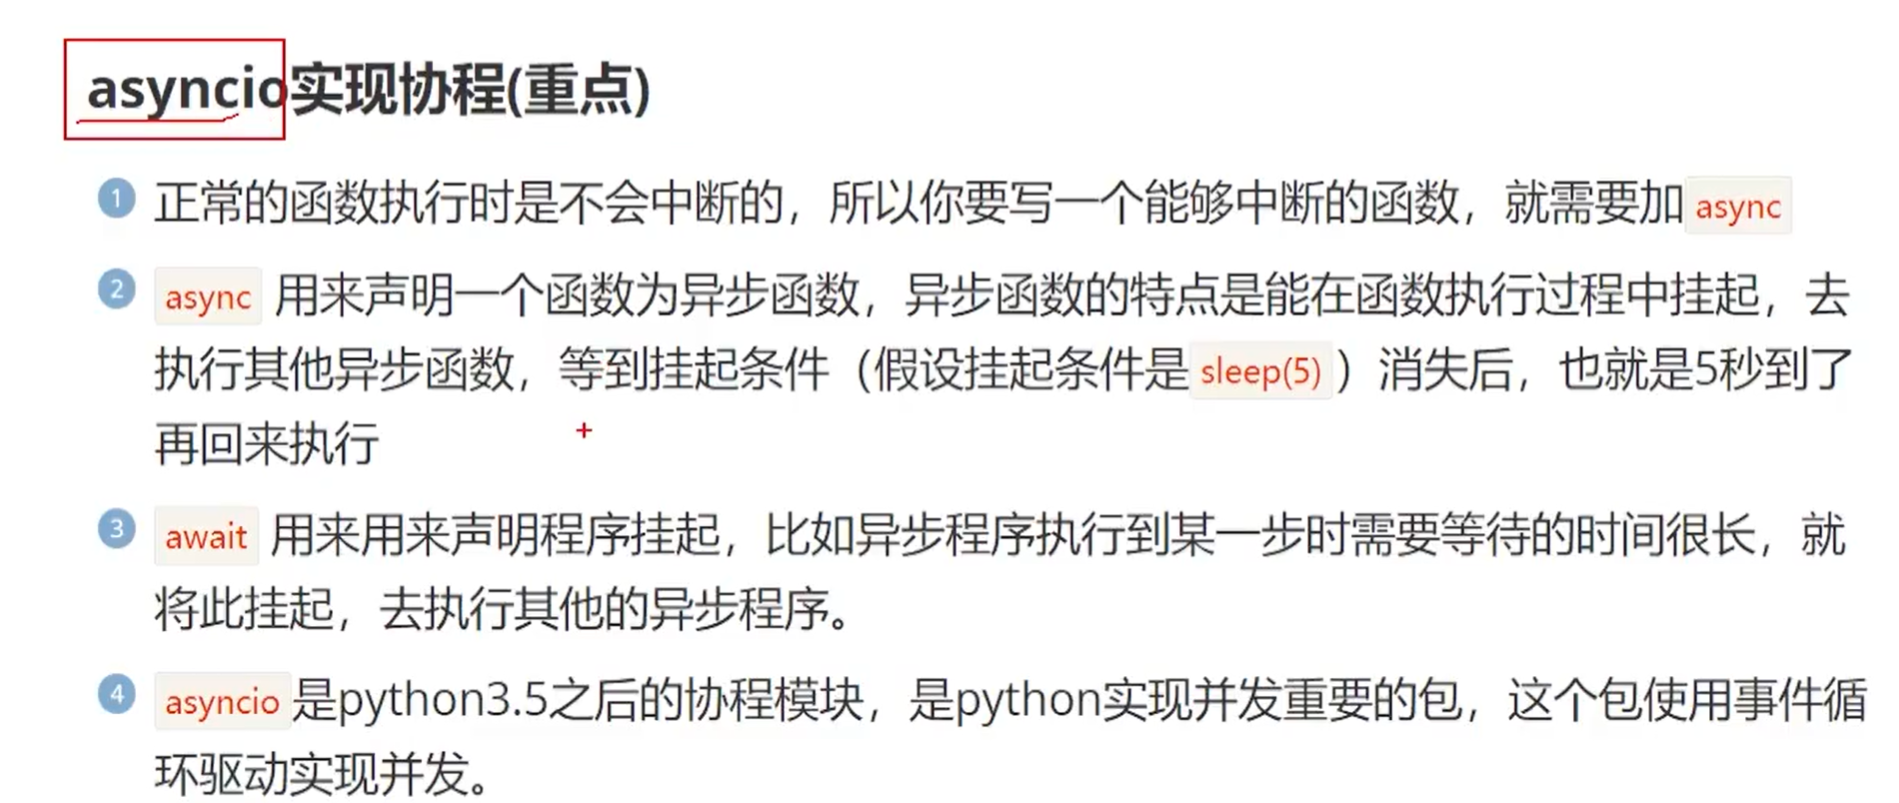 asyncio实现协程(重点)
1 正常的函数执行时是不会中断的，所以你要写一个能够中断的函数，就需要加 async
2 async 用来声明一个函数为异步函数，异步函数的特点是能在函数执行过程中挂起，去
执行其他异步函数，等到挂起条件（假设挂起条件是 sleep(5) ）消失后，也就是5秒到了
再回来执行
3 await 用来用来声明程序挂起，比如异步程序执行到某一步时需要等待的时间很长，就
将此挂起，去执行其他的异步程序。
4 asyncio 是python3.5之后的协程模块，是python实现并发重要的包，这个包使用事件循
环驱动实现并发。